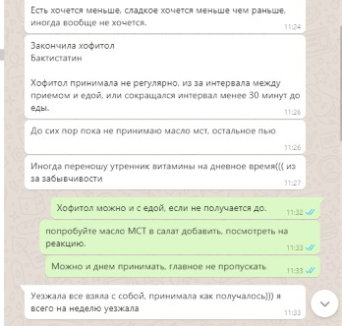 Есть хочется меньше, сладкое хочется меньше чем раньше,
иногда вообще не хочется.
11:24
Закончила хофитол
Бактистатин
Хофитол принимала не регулярно, из за интервала между
приемом и едой, или сокращался интервал менее 30 минут до
еды.
11:26
До сих пор пока не принимаю масло мст, остальное пью
11:26
Иногда переношу утренник витамины на дневное время((( из
за забывчивости
11:27
Хофитол можно и с едой, если не получается до.
11:32
попробуйте масло МСТ в салат добавить, посмотреть на
реакцию.
11:33
Можно и днем принимать, главное не пропускать
11:33
Уезжала все взяла с собой, принимала как получалось))) я
всего на неделю уезжала
11:33